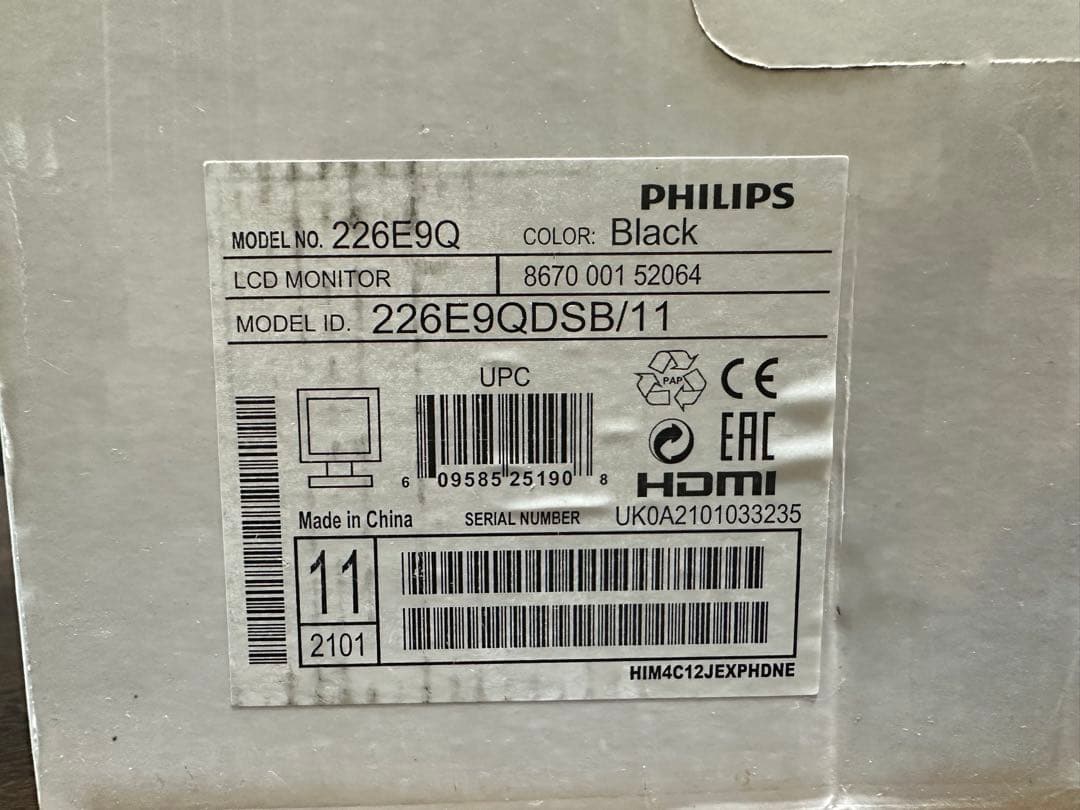 PHILIPS
MODEL NO. 226E9Q COLOR: Black
LCD MONITOR 8670 001 52064
MODEL ID. 226E9QDSB/11
UPC
PAP
CE
EAC
6 09585 25190 8
HDMI
Made in China SERIAL NUMBER UK0A2101033235
11
2101
HIM4C12JEXPHDNE